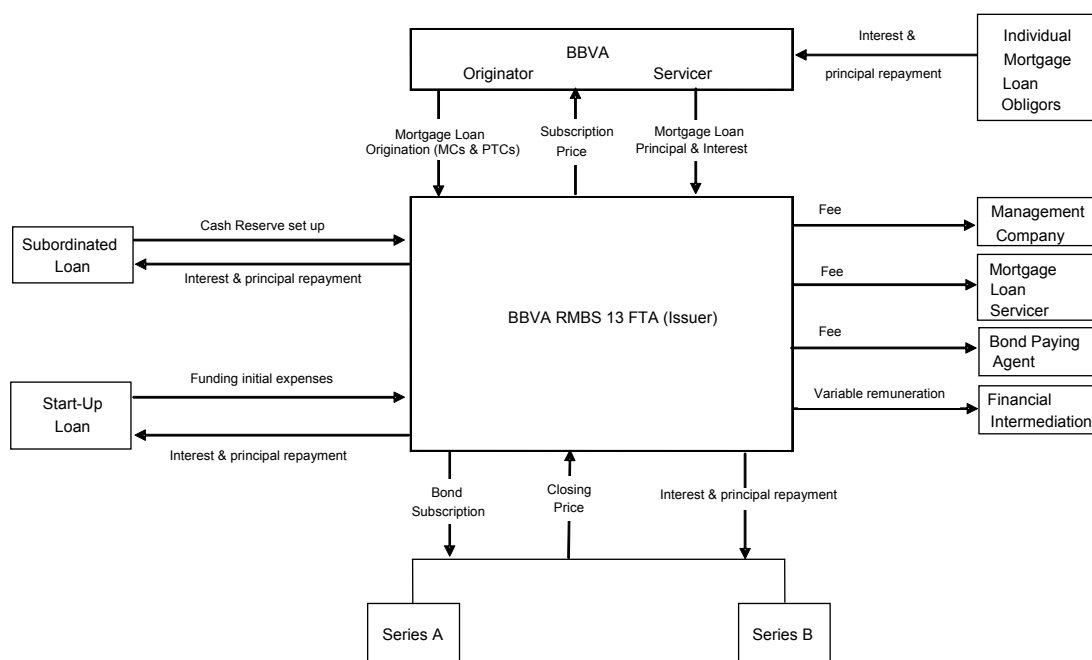 BBVA
Originator
Servicer
Interest &
principal repayment
Individual
Mortgage
Loan
Obligors
Mortgage Loan
Origination (MCs & PTCs)
Subscription
Price
Mortgage Loan
Principal & Interest
Subordinated
Loan
Cash Reserve set up
Interest & principal repayment
BBVA RMBS 13 FTA (Issuer)
Fee
Management
Company
Fee
Mortgage
Loan
Servicer
Fee
Bond Paying
Agent
Variable remuneration
Financial
Intermediation
Start-Up
Loan
Funding initial expenses
Interest & principal repayment
Bond
Subscription
Closing
Price
Interest & principal repayment
Series A
Series B